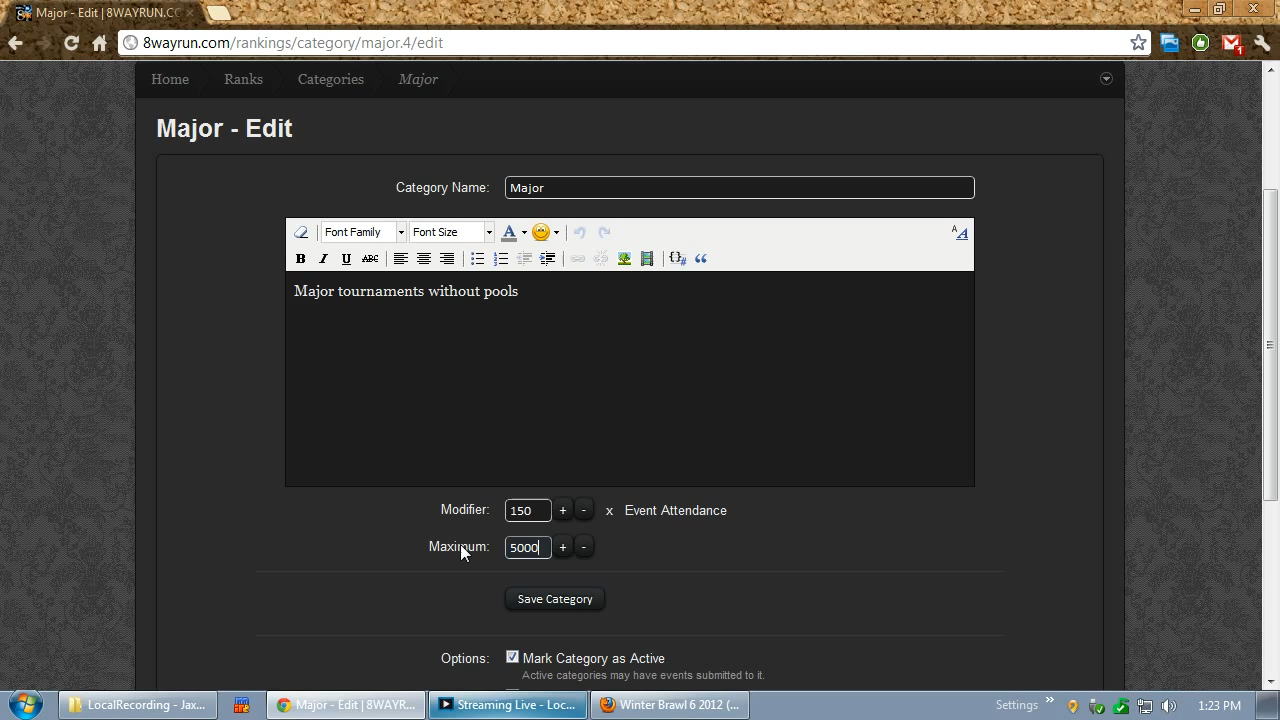 Major - Edit | 8WAYRUN.CO
8wayrun.com/rankings/category/major.4/edit
1
Home
Ranks
Categories
Major
Major - Edit
Category Name:
Major
Font Family
Font Size
A
A A
B I U ABC
{}#
Major tournaments without pools
Modifier:
150
+
-
x Event Attendance
Maximum:
5000
+
-
Save Category
Options:
Mark Category as Active
Active categories may have events submitted to it.
LocalRecording - Jax...
Major - Edit | 8WAYR...
Streaming Live - Loc...
Winter Brawl 6 2012 (...
Settings
1:23 PM